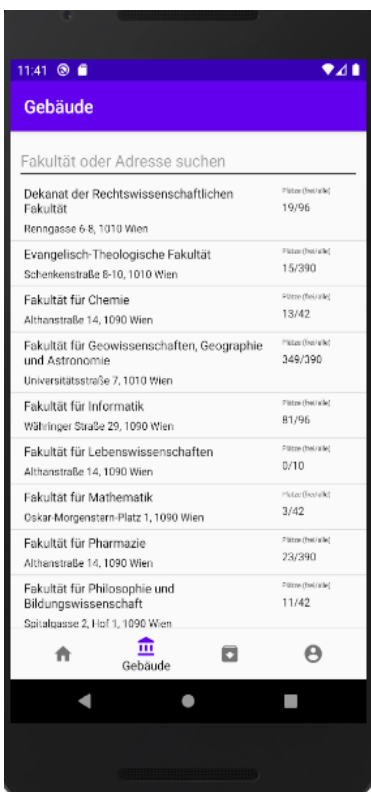 11:41
Gebäude
Fakultät oder Adresse suchen
Dekanat der Rechtswissenschaftlichen
Fakultät
Renngasse 6-8, 1010 Wien
Plätze (frei/alle)
19/96
Evangelisch-Theologische Fakultät
Schenkenstraße 8-10, 1010 Wien
Plätze (frei/alle)
15/390
Fakultät für Chemie
Althanstraße 14, 1090 Wien
Plätze (frei/alle)
13/42
Fakultät für Geowissenschaften, Geographie
und Astronomie
Universitätsstraße 7, 1010 Wien
Plätze (frei/alle)
349/390
Fakultät für Informatik
Währinger Straße 29, 1090 Wien
Plätze (frei/alle)
81/96
Fakultät für Lebenswissenschaften
Althanstraße 14, 1090 Wien
Plätze (frei/alle)
0/10
Fakultät für Mathematik
Oskar-Morgenstern-Platz 1, 1090 Wien
Plätze (frei/alle)
3/42
Fakultät für Pharmazie
Althanstraße 14, 1090 Wien
Plätze (frei/alle)
23/390
Fakultät für Philosophie und
Bildungswissenschaft
Spitalgasse 2, Hof 1, 1090 Wien
Plätze (frei/alle)
11/42
Gebäude